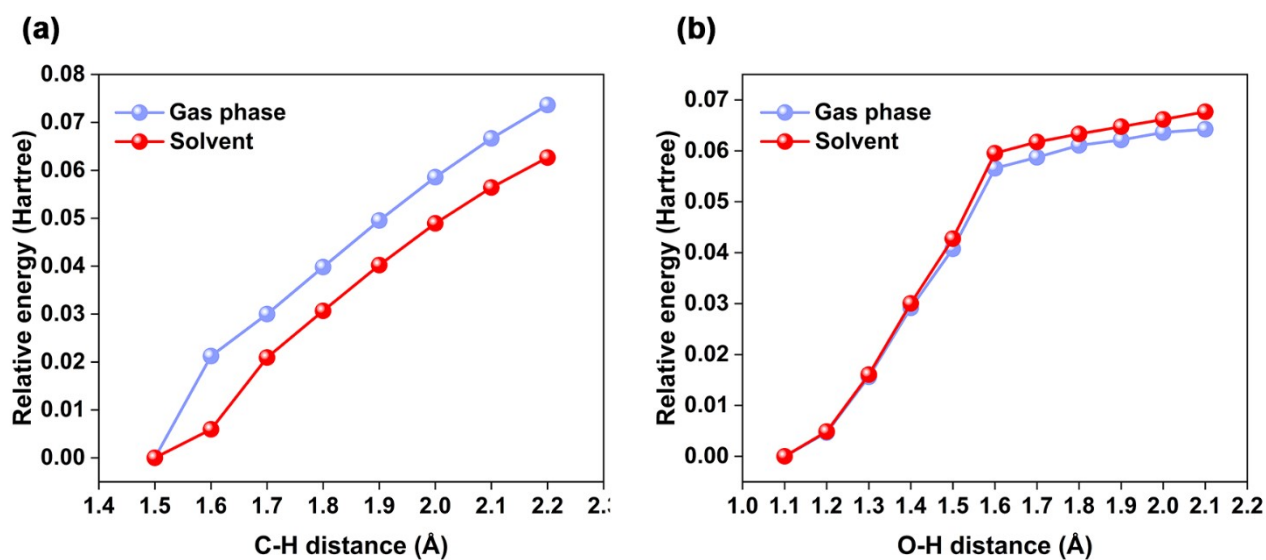 (a)
(b)
0.08
0.07
0.06
0.05
0.04
0.03
0.02
0.01
0.00
Relative energy (Hartree)
Gas phase
Solvent
1.4 1.5 1.6 1.7 1.8 1.9 2.0 2.1 2.2
C-H distance (Å)
0.07
0.06
0.05
0.04
0.03
0.02
0.01
0.00
Relative energy (Hartree)
Gas phase
Solvent
1.0 1.1 1.2 1.3 1.4 1.5 1.6 1.7 1.8 1.9 2.0 2.1 2.2
O-H distance (Å)